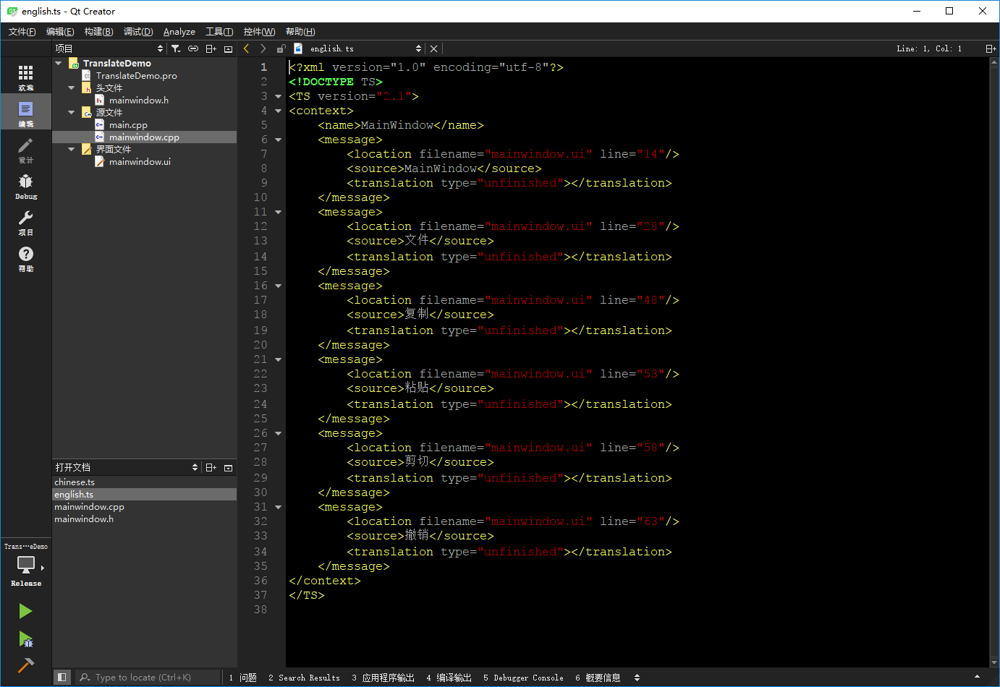 english.ts - Qt Creator
文件(F) 编辑(E) 构建(B) 调试(D) Analyze 工具(T) 控件(W) 帮助(H)
项目
english.ts
Line: 1, Col: 1
欢迎
编辑
设计
Debug
项目
帮助
TranslateDemo
TranslateDemo.pro
头文件
mainwindow.h
源文件
main.cpp
mainwindow.cpp
界面文件
mainwindow.ui
打开文档
chinese.ts
english.ts
mainwindow.cpp
mainwindow.h
Trans···eDemo
Release
1 <?xml version="1.0" encoding="utf-8"?>
2 <!DOCTYPE TS>
3 <TS version="2.1">
4 <context>
5     <name>MainWindow</name>
6     <message>
7         <location filename="mainwindow.ui" line="14"/>
8         <source>MainWindow</source>
9         <translation type="unfinished"></translation>
10     </message>
11     <message>
12         <location filename="mainwindow.ui" line="28"/>
13         <source>文件</source>
14         <translation type="unfinished"></translation>
15     </message>
16     <message>
17         <location filename="mainwindow.ui" line="48"/>
18         <source>复制</source>
19         <translation type="unfinished"></translation>
20     </message>
21     <message>
22         <location filename="mainwindow.ui" line="53"/>
23         <source>粘贴</source>
24         <translation type="unfinished"></translation>
25     </message>
26     <message>
27         <location filename="mainwindow.ui" line="58"/>
28         <source>剪切</source>
29         <translation type="unfinished"></translation>
30     </message>
31     <message>
32         <location filename="mainwindow.ui" line="63"/>
33         <source>撤销</source>
34         <translation type="unfinished"></translation>
35     </message>
36 </context>
37 </TS>
38
Type to locate (Ctrl+K)
1 问题 2 Search Results 3 应用程序输出 4 编译输出 5 Debugger Console 6 概要信息